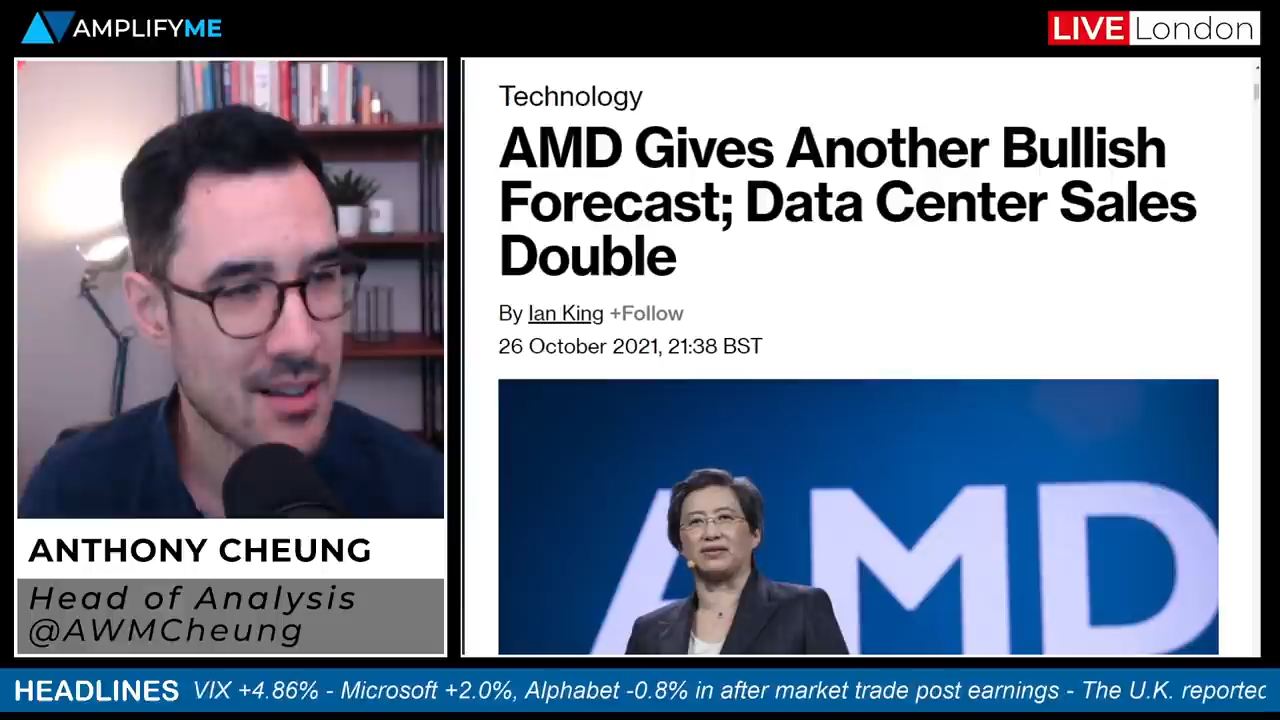 AMPLIFYME
LIVE London
Technology
AMD Gives Another Bullish
Forecast; Data Center Sales
Double
By Ian King +Follow
26 October 2021, 21:38 BST
AMD
ANTHONY CHEUNG
Head of Analysis
@AWMCheung
HEADLINES VIX +4.86% - Microsoft +2.0%, Alphabet -0.8% in after market trade post earnings - The U.K. reported